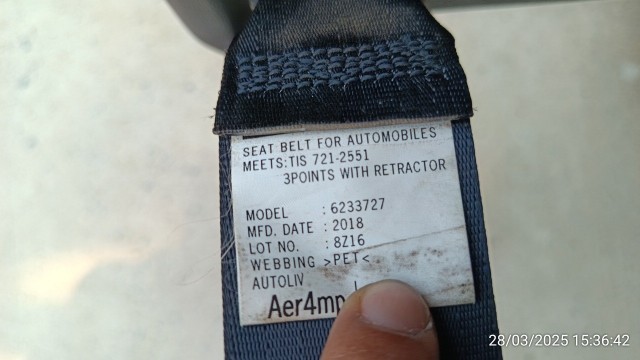 SEAT BELT FOR AUTOMOBILES
MEETS:TIS 721-2551
3POINTS WITH RETRACTOR
MODEL : 6233727
MFD. DATE : 2018
LOT NO. : 8Z16
WEBBING >PET<
AUTOLIV
Aer4mp
28/03/2025 15:36:42